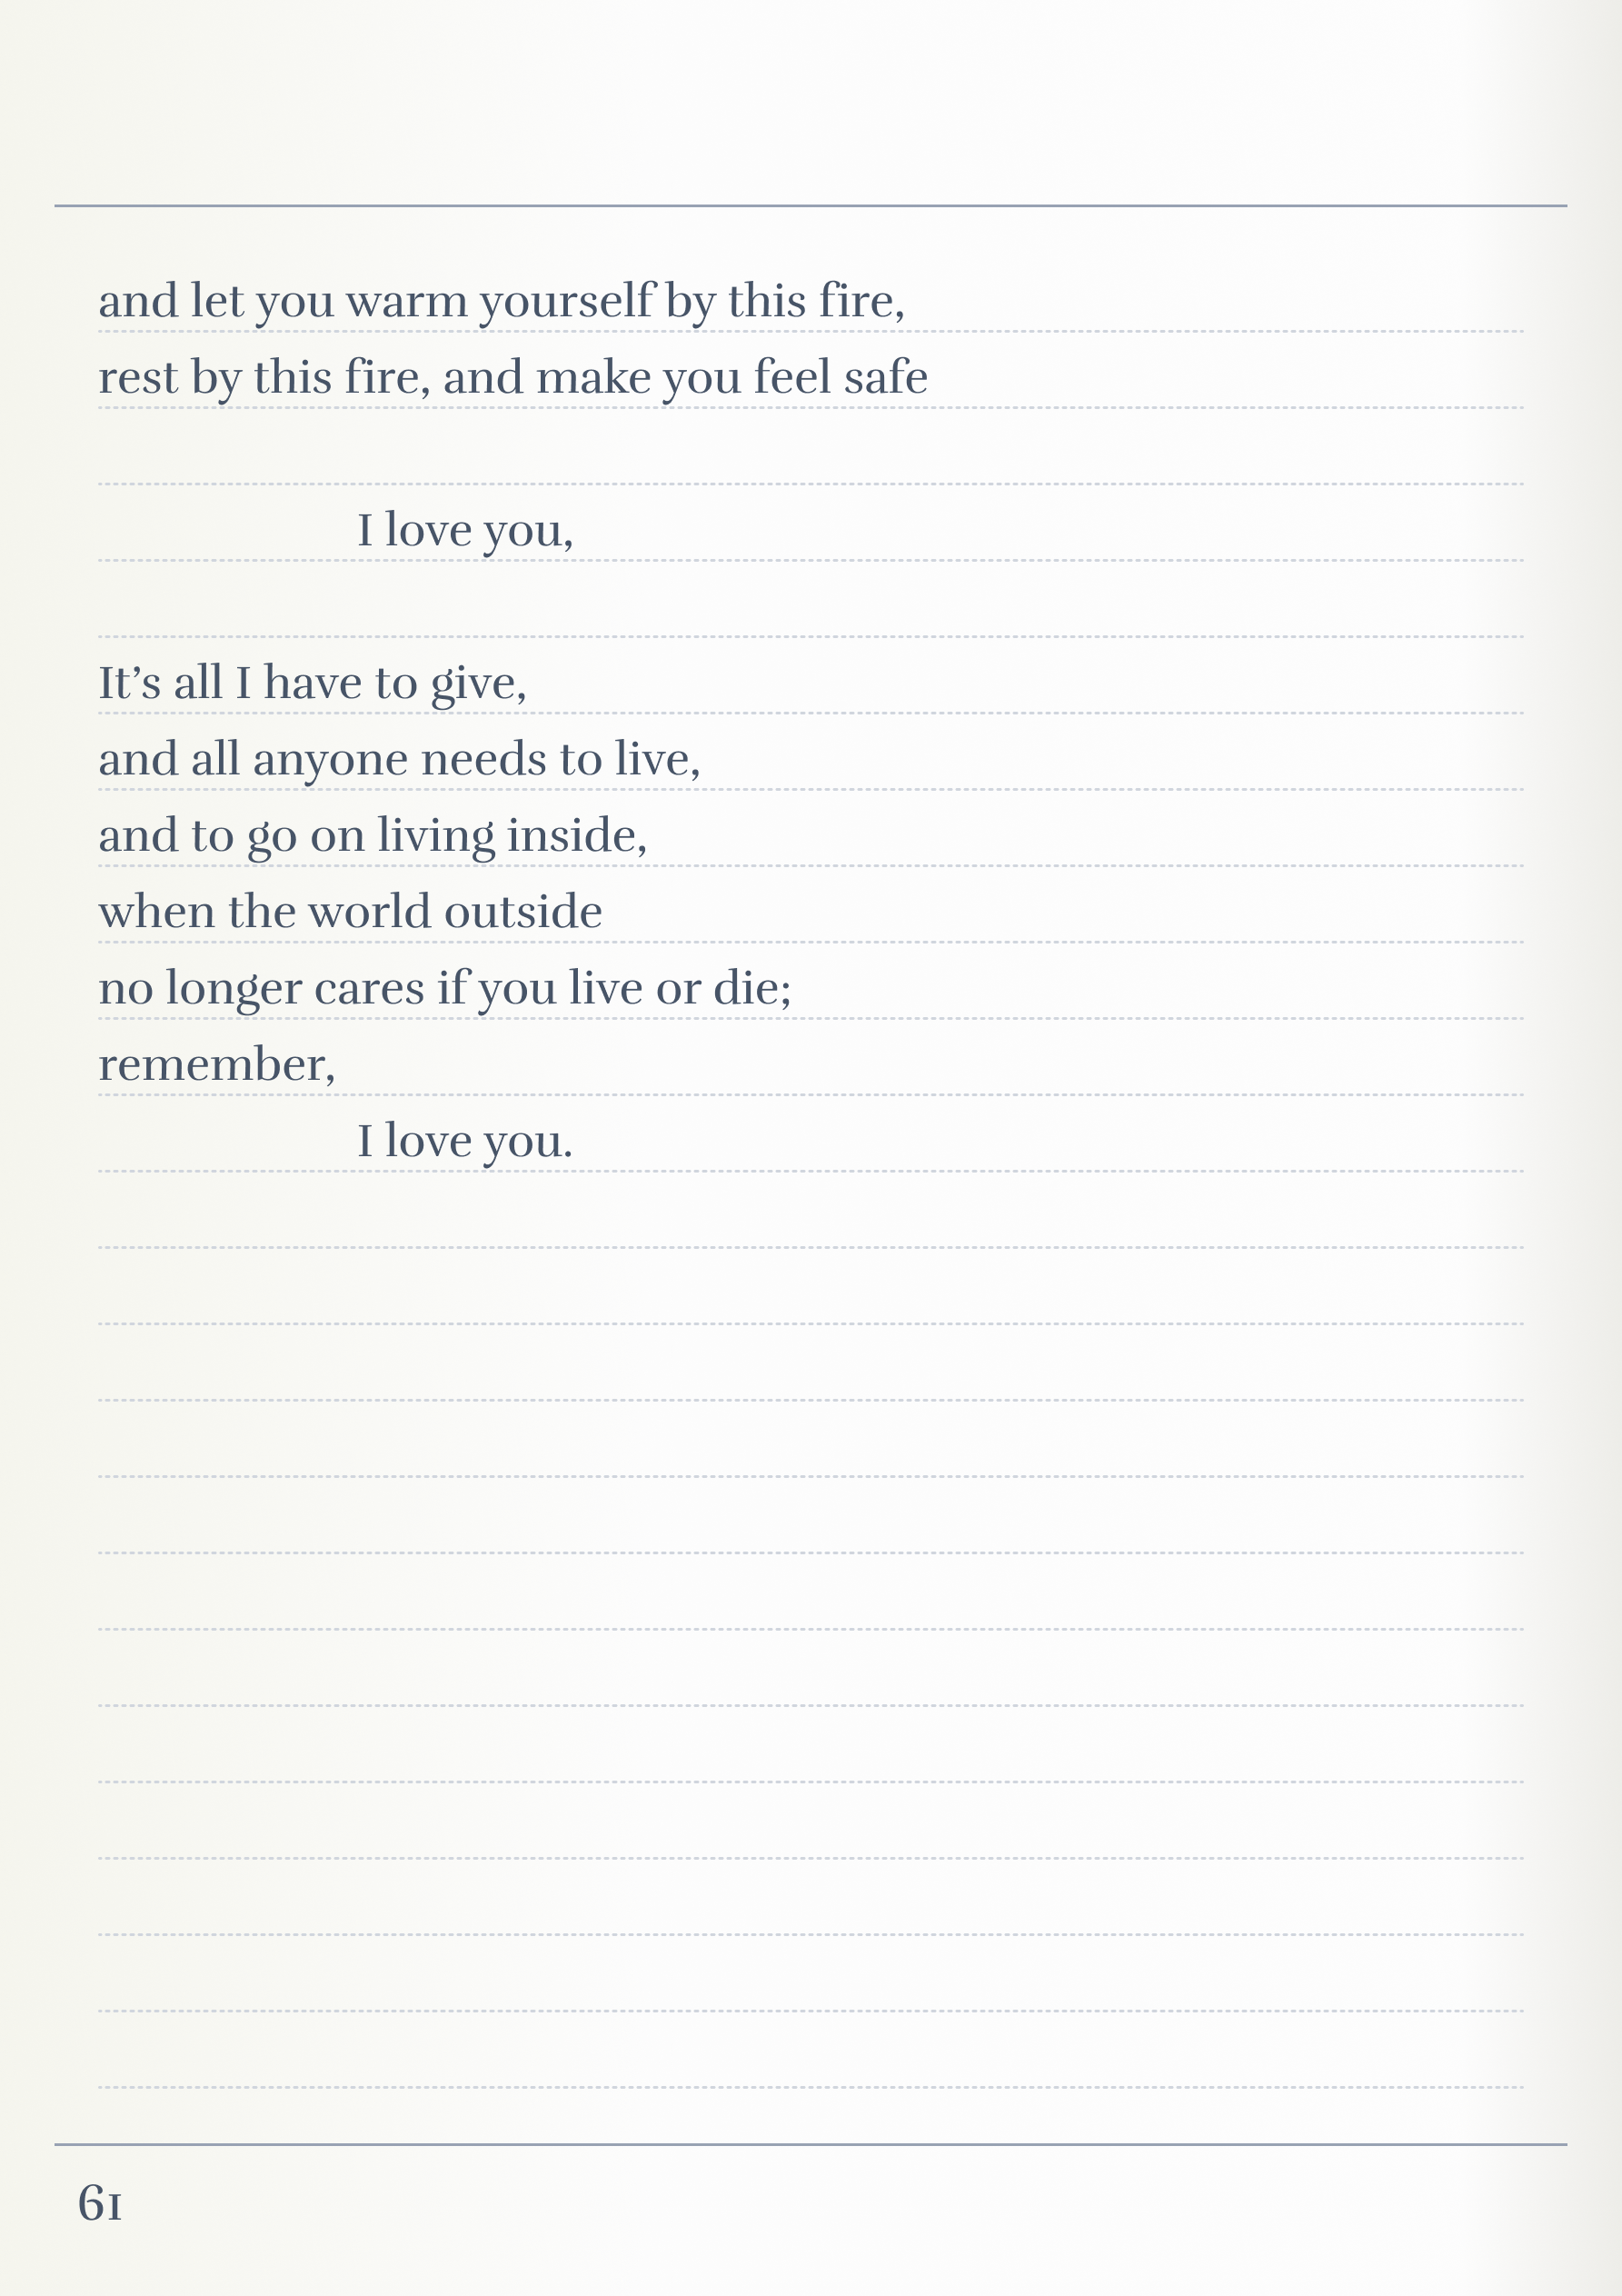 and let you warm yourself by this fire,
rest by this fire, and make you feel safe
I love you,
It’s all I have to give,
and all anyone needs to live,
and to go on living inside,
when the world outside
no longer cares if you live or die;
remember,
I love you.
61